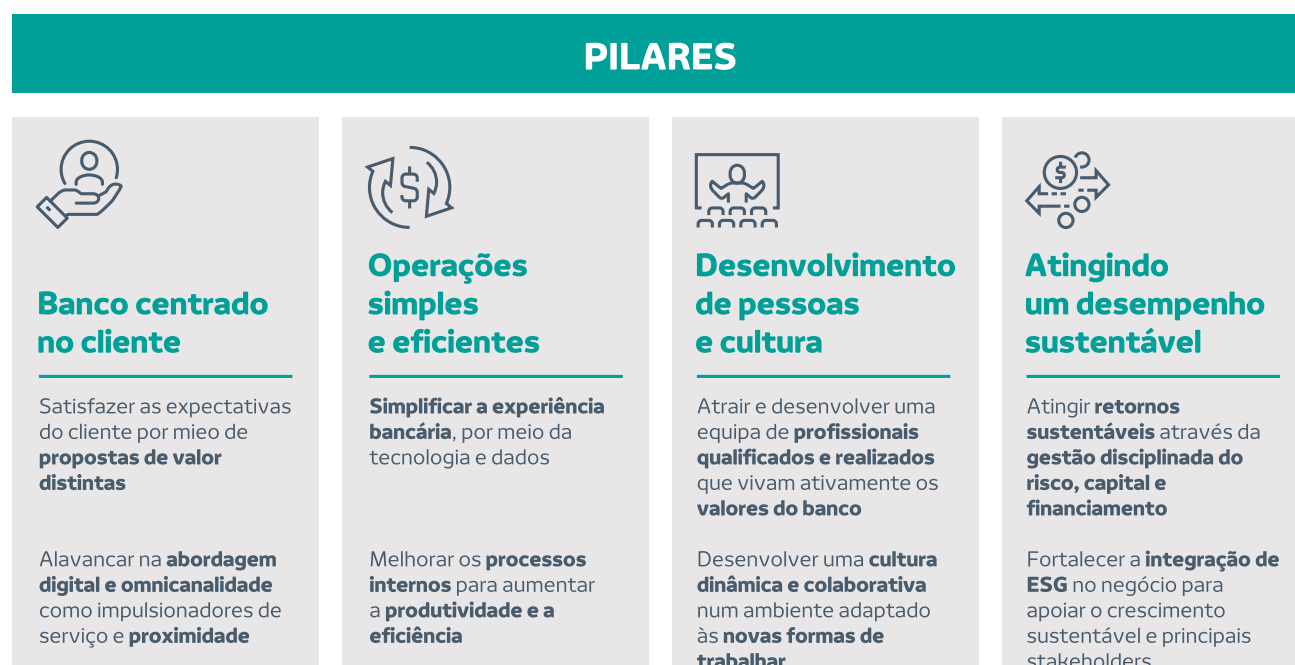 PILARES
Banco centrado
no cliente
Satisfazer as expectativas
do cliente por mieo de
propostas de valor
distintas
Alavancar na abordagem
digital e omnicanalidade
como impulsionadores de
serviço e proximidade
Operações
simples
e eficientes
Simplificar a experiência
bancária, por meio da
tecnologia e dados
Melhorar os processos
internos para aumentar
a produtividade e a
eficiência
Desenvolvimento
de pessoas
e cultura
Atrair e desenvolver uma
equipa de profissionais
qualificados e realizados
que vivam ativamente os
valores do banco
Desenvolver uma cultura
dinâmica e colaborativa
num ambiente adaptado
às novas formas de
trabalhar
Atingindo
um desempenho
sustentável
Atingir retornos
sustentáveis através da
gestão disciplinada do
risco, capital e
financiamento
Fortalecer a integração de
ESG no negócio para
apoiar o crescimento
sustentável e principais
stakeholders